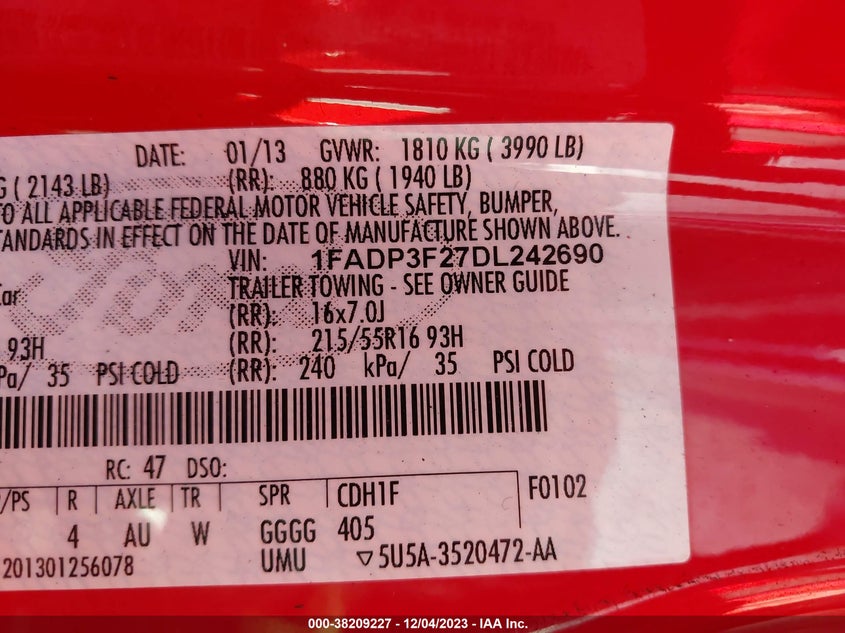 DATE: 01/13 GVWR: 1810 KG ( 3990 LB)
G ( 2143 LB) (RR): 880 KG ( 1940 LB)
TO ALL APPLICABLE FEDERAL MOTOR VEHICLE SAFETY, BUMPER,
TANDARDS IN EFFECT ON THE DATE OF MANUFACTURE SHOWN ABOVE.
VIN: 1FADP3F27DL242690
Car TRAILER TOWING - SEE OWNER GUIDE
(RR): 16x7.0J
93H (RR): 215/55R16 93H
Pa/ 35 PSI COLD (RR): 240 kPa/ 35 PSI COLD
RC: 47 DSO:
/PS R AXLE TR SPR CDH1F F0102
4 AU W GGGG 405
UMU ▽5U5A-3520472-AA
201301256078
000-38209227 - 12/04/2023 - IAA Inc.